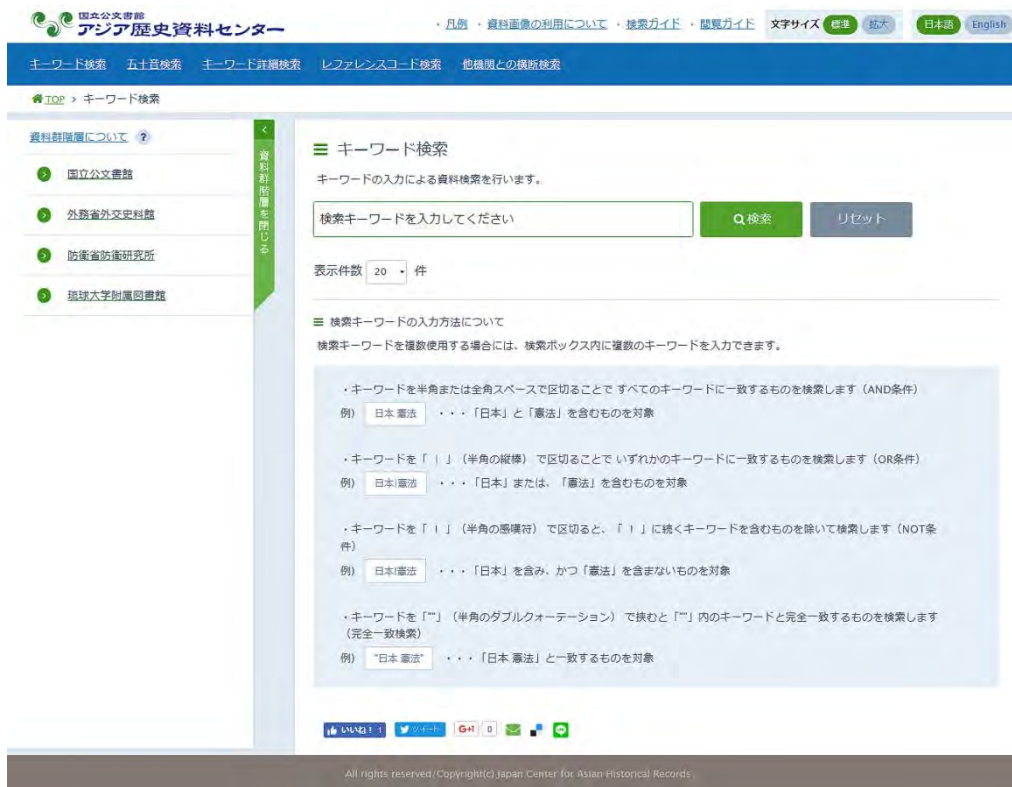 国立公文書館
アジア歴史資料センター
・凡例 ・資料画像の利用について ・検索ガイド ・閲覧ガイド 文字サイズ 標準 拡大 日本語 English
キーワード検索 五十音検索 キーワード詳細検索 レファレンスコード検索 他機関との横断検索
TOP > キーワード検索
資料群階層について ?
国立公文書館
外務省外交史料館
防衛省防衛研究所
琉球大学附属図書館
資料群階層を閉じる
キーワード検索
キーワードの入力による資料検索を行います。
検索キーワードを入力してください 検索 リセット
表示件数 20 件
検索キーワードの入力方法について
検索キーワードを複数使用する場合には、検索ボックス内に複数のキーワードを入力できます。
・キーワードを半角または全角スペースで区切ることで すべてのキーワードに一致するものを検索します（AND条件）
例） 日本 憲法 ・・・「日本」と「憲法」を含むものを対象
・キーワードを「 | 」（半角の縦棒） で区切ることで いずれかのキーワードに一致するものを検索します（OR条件）
例） 日本|憲法 ・・・「日本」または、「憲法」を含むものを対象
・キーワードを「 ! 」（半角の感嘆符） で区切ると、「 ! 」に続くキーワードを含むものを除いて検索します（NOT条
件）
例） 日本!憲法 ・・・「日本」を含み、かつ「憲法」を含まないものを対象
・キーワードを「""」（半角のダブルクォーテーション） で挟むと「""」内のキーワードと完全一致するものを検索します
（完全一致検索）
例） "日本 憲法" ・・・「日本 憲法」と一致するものを対象
いいね！ 1 ツイート G+1 0
All rights reserved/Copyright(c) Japan Center for Asian Historical Records